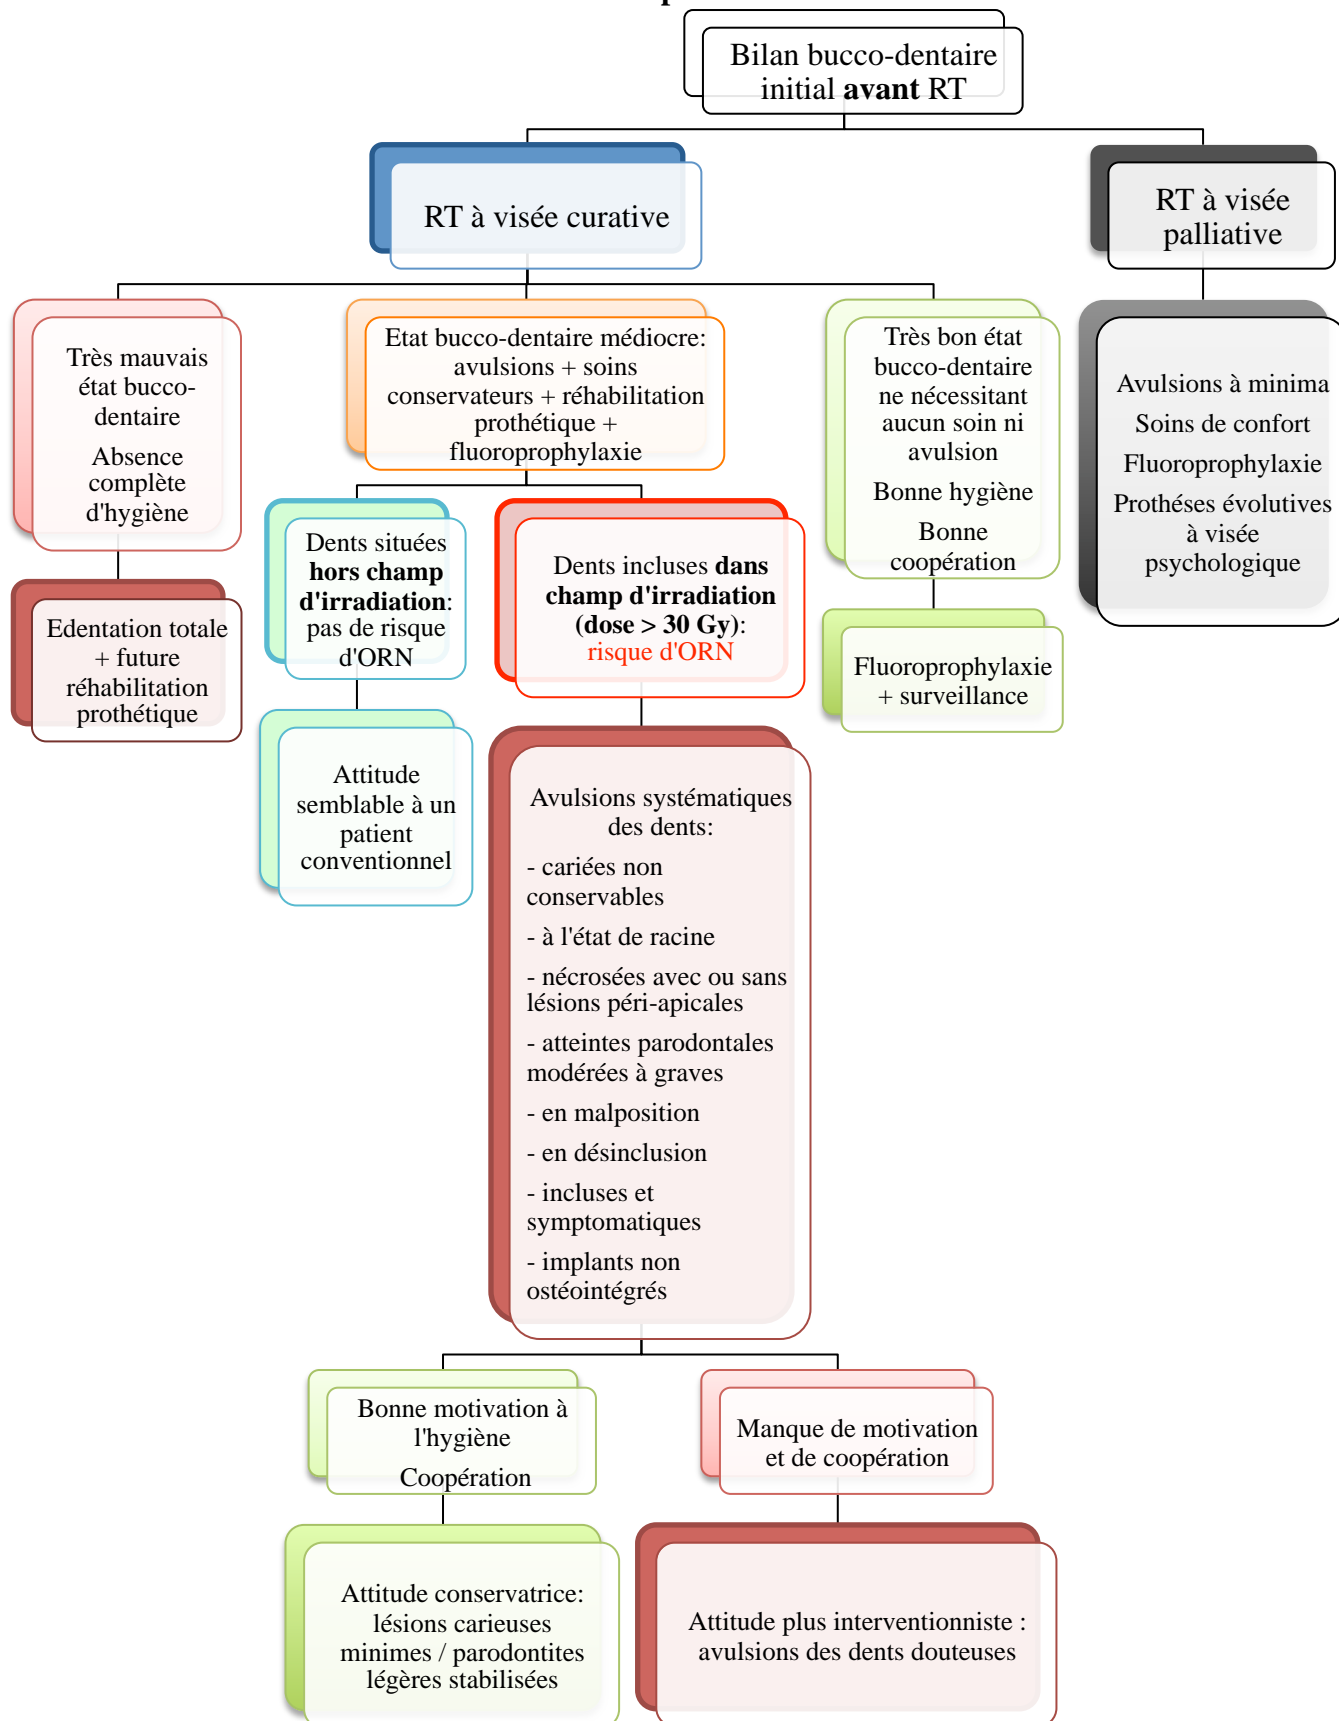 Bilan bucco-dentaire
initial avant RT
RT à visée curative
RT à visée
palliative
Très mauvais
état bucco-
dentaire
Absence
complète
d'hygiène
Etat bucco-dentaire médiocre:
avulsions + soins
conservateurs + réhabilitation
prothétique +
fluoroprophylaxie
Très bon état
bucco-dentaire
ne nécessitant
aucun soin ni
avulsion
Bonne hygiène
Bonne
coopération
Avulsions à minima
Soins de confort
Fluoroprophylaxie
Prothéses évolutives
à visée
psychologique
Edentation totale
+ future
réhabilitation
prothétique
Dents situées
hors champ
d'irradiation:
pas de risque
d'ORN
Dents incluses dans
champ d'irradiation
(dose > 30 Gy):
risque d'ORN
Fluoroprophylaxie
+ surveillance
Attitude
semblable à un
patient
conventionnel
Avulsions systématiques
des dents:
- cariées non
conservables
- à l'état de racine
- nécrosées avec ou sans
lésions péri-apicales
- atteintes parodontales
modérées à graves
- en malposition
- en désinclusion
- incluses et
symptomatiques
- implants non
ostéointégrés
Bonne motivation à
l'hygiène
Coopération
Manque de motivation
et de coopération
Attitude conservatrice:
lésions carieuses
minimes / parodontites
légères stabilisées
Attitude plus interventionniste :
avulsions des dents douteuses